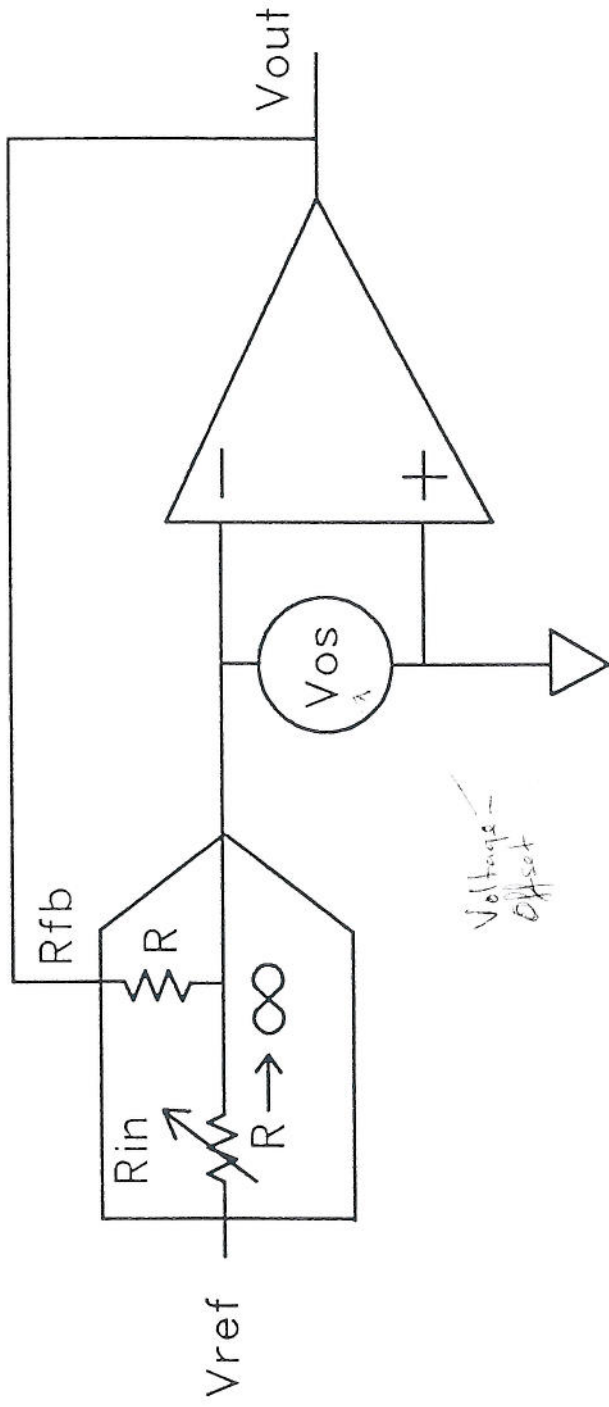 Rfb
Vout
Rin
R
Vref
R → ∞
−
+
Vos
Voltage -
Offset